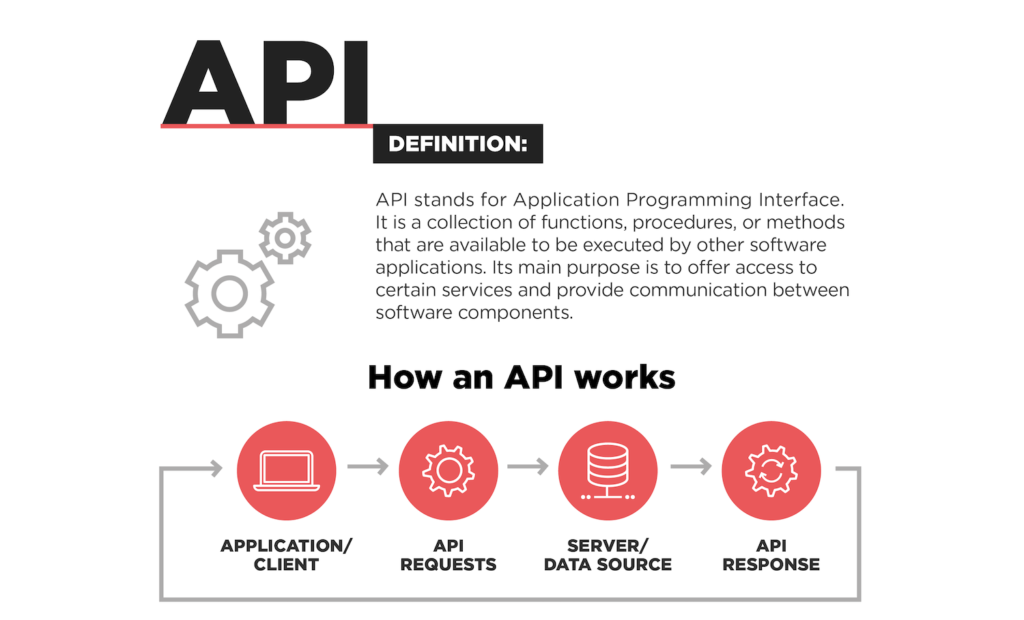 API
DEFINITION:
API stands for Application Programming Interface.
It is a collection of functions, procedures, or methods
that are available to be executed by other software
applications. Its main purpose is to offer access to
certain services and provide communication between
software components.
How an API works
APPLICATION/
CLIENT
API
REQUESTS
SERVER/
DATA SOURCE
API
RESPONSE